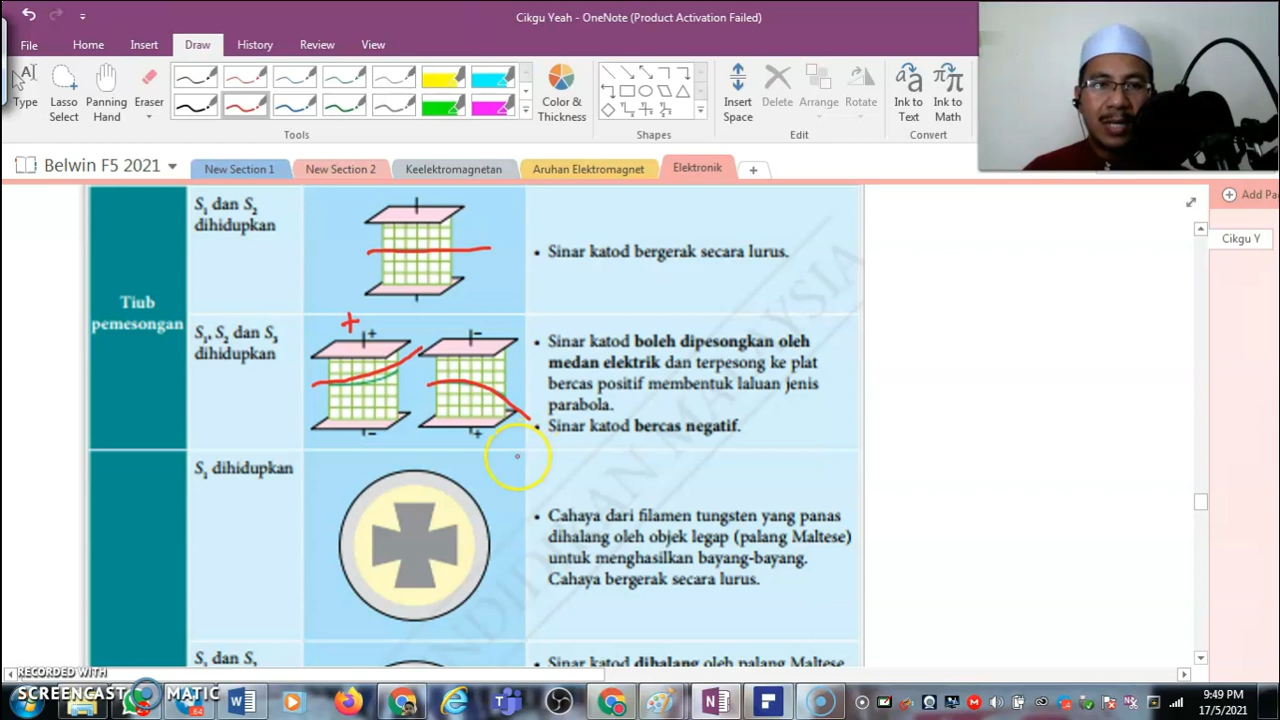 Cikgu Yeah - OneNote (Product Activation Failed)
File Home Insert Draw History Review View
Type
Lasso Select
Panning Hand
Eraser
Color & Thickness
Insert Space
Delete
Arrange
Rotate
Ink to Text
Ink to Math
Tools
Shapes
Edit
Convert
Belwin F5 2021
New Section 1
New Section 2
Keelektromagnetan
Aruhan Elektromagnet
Elektronik
Add Pa
Cikgu Y
Tiub
pemesongan
S1 dan S2
dihidupkan
• Sinar katod bergerak secara lurus.
S1, S2 dan S3
dihidupkan
+
+
−
−
+
• Sinar katod boleh dipesongkan oleh
medan elektrik dan terpesong ke plat
bercas positif membentuk laluan jenis
parabola.
• Sinar katod bercas negatif.
S1 dihidupkan
• Cahaya dari filamen tungsten yang panas
dihalang oleh objek legap (palang Maltese)
untuk menghasilkan bayang-bayang.
Cahaya bergerak secara lurus.
Sinar katod dihalang oleh palang Maltese
NDIDIKAN MALAYSIA
RECORDED WITH
SCREENCAST MATIC
9:49 PM
17/5/2021